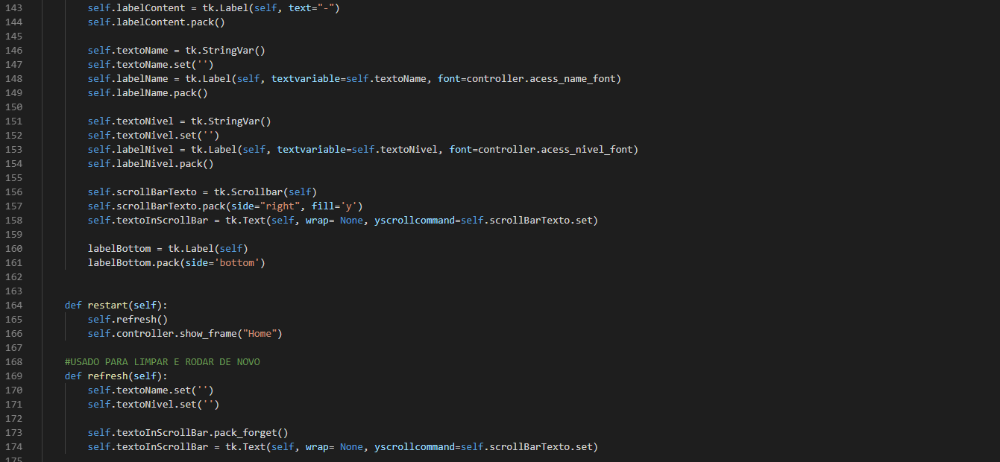 143 self.labelContent = tk.Label(self, text="-")
144 self.labelContent.pack()
145
146 self.textoName = tk.StringVar()
147 self.textoName.set('')
148 self.labelName = tk.Label(self, textvariable=self.textoName, font=controller.acess_name_font)
149 self.labelName.pack()
150
151 self.textoNivel = tk.StringVar()
152 self.textoNivel.set('')
153 self.labelNivel = tk.Label(self, textvariable=self.textoNivel, font=controller.acess_nivel_font)
154 self.labelNivel.pack()
155
156 self.scrollBarTexto = tk.Scrollbar(self)
157 self.scrollBarTexto.pack(side="right", fill='y')
158 self.textoInScrollBar = tk.Text(self, wrap= None, yscrollcommand=self.scrollBarTexto.set)
159
160 labelBottom = tk.Label(self)
161 labelBottom.pack(side='bottom')
162
163
164 def restart(self):
165 self.refresh()
166 self.controller.show_frame("Home")
167
168 #USADO PARA LIMPAR E RODAR DE NOVO
169 def refresh(self):
170 self.textoName.set('')
171 self.textoNivel.set('')
172
173 self.textoInScrollBar.pack_forget()
174 self.textoInScrollBar = tk.Text(self, wrap= None, yscrollcommand=self.scrollBarTexto.set)
175